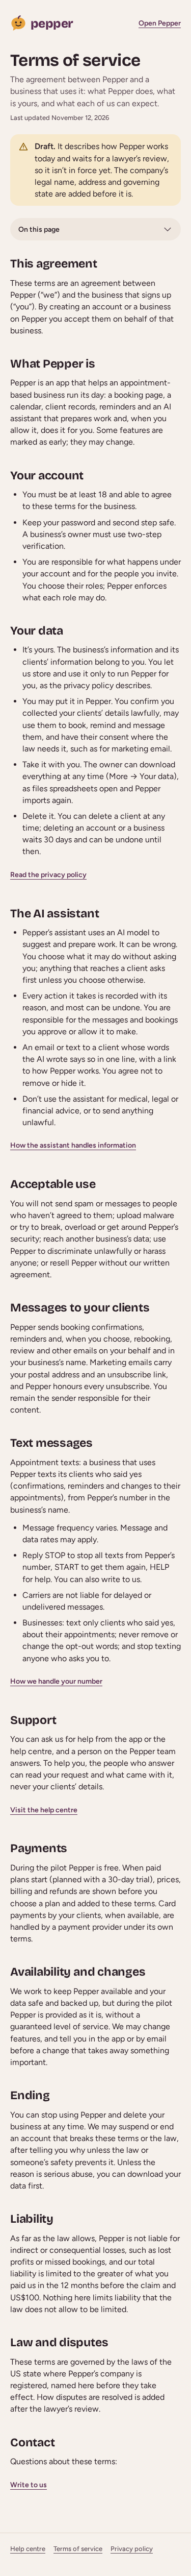 pepper
Open Pepper
Terms of service
The agreement between Pepper and a
business that uses it: what Pepper does, what
is yours, and what each of us can expect.
Last updated November 12, 2026
Draft. It describes how Pepper works
today and waits for a lawyer's review,
so it isn't in force yet. The company's
legal name, address and governing
state are added before it is.
On this page
This agreement
These terms are an agreement between
Pepper ("we") and the business that signs up
("you"). By creating an account or a business
on Pepper you accept them on behalf of that
business.
What Pepper is
Pepper is an app that helps an appointment-
based business run its day: a booking page, a
calendar, client records, reminders and an AI
assistant that prepares work and, when you
allow it, does it for you. Some features are
marked as early; they may change.
Your account
• You must be at least 18 and able to agree
to these terms for the business.
• Keep your password and second step safe.
A business's owner must use two-step
verification.
• You are responsible for what happens under
your account and for the people you invite.
You choose their roles; Pepper enforces
what each role may do.
Your data
• It's yours. The business's information and its
clients' information belong to you. You let
us store and use it only to run Pepper for
you, as the privacy policy describes.
• You may put it in Pepper. You confirm you
collected your clients' details lawfully, may
use them to book, remind and message
them, and have their consent where the
law needs it, such as for marketing email.
• Take it with you. The owner can download
everything at any time (More → Your data),
as files spreadsheets open and Pepper
imports again.
• Delete it. You can delete a client at any
time; deleting an account or a business
waits 30 days and can be undone until
then.
Read the privacy policy
The AI assistant
• Pepper's assistant uses an AI model to
suggest and prepare work. It can be wrong.
You choose what it may do without asking
you; anything that reaches a client asks
first unless you choose otherwise.
• Every action it takes is recorded with its
reason, and most can be undone. You are
responsible for the messages and bookings
you approve or allow it to make.
• An email or text to a client whose words
the AI wrote says so in one line, with a link
to how Pepper works. You agree not to
remove or hide it.
• Don't use the assistant for medical, legal or
financial advice, or to send anything
unlawful.
How the assistant handles information
Acceptable use
You will not send spam or messages to people
who haven't agreed to them; upload malware
or try to break, overload or get around Pepper's
security; reach another business's data; use
Pepper to discriminate unlawfully or harass
anyone; or resell Pepper without our written
agreement.
Messages to your clients
Pepper sends booking confirmations,
reminders and, when you choose, rebooking,
review and other emails on your behalf and in
your business's name. Marketing emails carry
your postal address and an unsubscribe link,
and Pepper honours every unsubscribe. You
remain the sender responsible for their
content.
Text messages
Appointment texts: a business that uses
Pepper texts its clients who said yes
(confirmations, reminders and changes to their
appointments), from Pepper's number in the
business's name.
• Message frequency varies. Message and
data rates may apply.
• Reply STOP to stop all texts from Pepper's
number, START to get them again, HELP
for help. You can also write to us.
• Carriers are not liable for delayed or
undelivered messages.
• Businesses: text only clients who said yes,
about their appointments; never remove or
change the opt-out words; and stop texting
anyone who asks you to.
How we handle your number
Support
You can ask us for help from the app or the
help centre, and a person on the Pepper team
answers. To help you, the people who answer
can read your request and what came with it,
never your clients' details.
Visit the help centre
Payments
During the pilot Pepper is free. When paid
plans start (planned with a 30-day trial), prices,
billing and refunds are shown before you
choose a plan and added to these terms. Card
payments by your clients, when available, are
handled by a payment provider under its own
terms.
Availability and changes
We work to keep Pepper available and your
data safe and backed up, but during the pilot
Pepper is provided as it is, without a
guaranteed level of service. We may change
features, and tell you in the app or by email
before a change that takes away something
important.
Ending
You can stop using Pepper and delete your
business at any time. We may suspend or end
an account that breaks these terms or the law,
after telling you why unless the law or
someone's safety prevents it. Unless the
reason is serious abuse, you can download your
data first.
Liability
As far as the law allows, Pepper is not liable for
indirect or consequential losses, such as lost
profits or missed bookings, and our total
liability is limited to the greater of what you
paid us in the 12 months before the claim and
US$100. Nothing here limits liability that the
law does not allow to be limited.
Law and disputes
These terms are governed by the laws of the
US state where Pepper's company is
registered, named here before they take
effect. How disputes are resolved is added
after the lawyer's review.
Contact
Questions about these terms:
Write to us
Help centre Terms of service Privacy policy